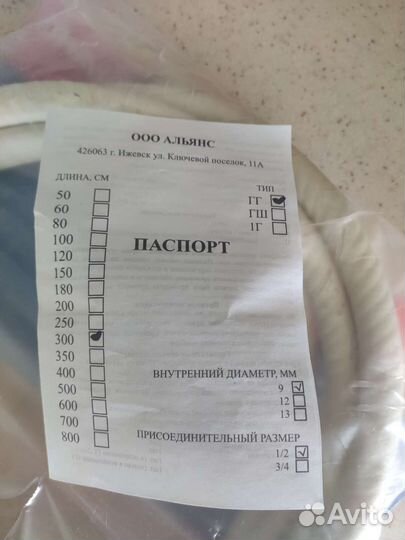 ООО АЛЬЯНС
426063 г. Ижевск ул. Ключевой поселок, 11А
ДЛИНА, СМ
50
60
80
100
120
150
180
200
250
300
350
400
500
600
700
800
ТИП
ГГ
ГШ
1Г
ПАСПОРТ
ВНУТРЕННИЙ ДИАМЕТР, ММ
9
12
13
ПРИСОЕДИНИТЕЛЬНЫЙ РАЗМЕР
1/2
3/4
Avito